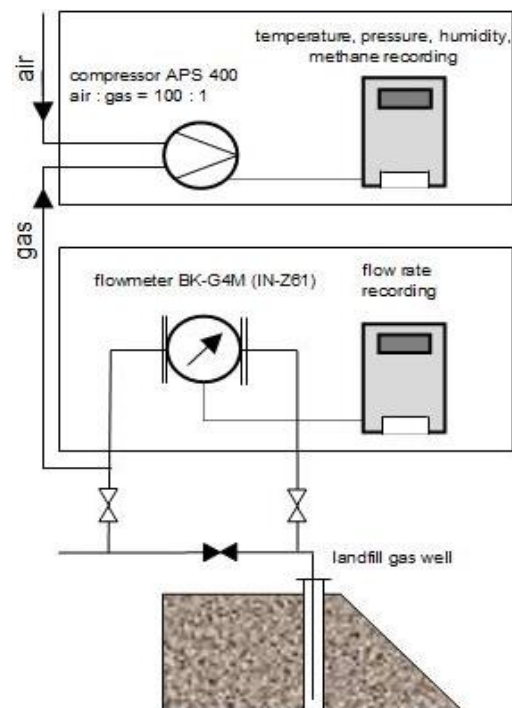 temperature, pressure, humidity,
methane recording
air
compressor APS 400
air : gas = 100 : 1
gas
flowmeter BK-G4M (IN-Z61)
flow rate
recording
landfill gas well